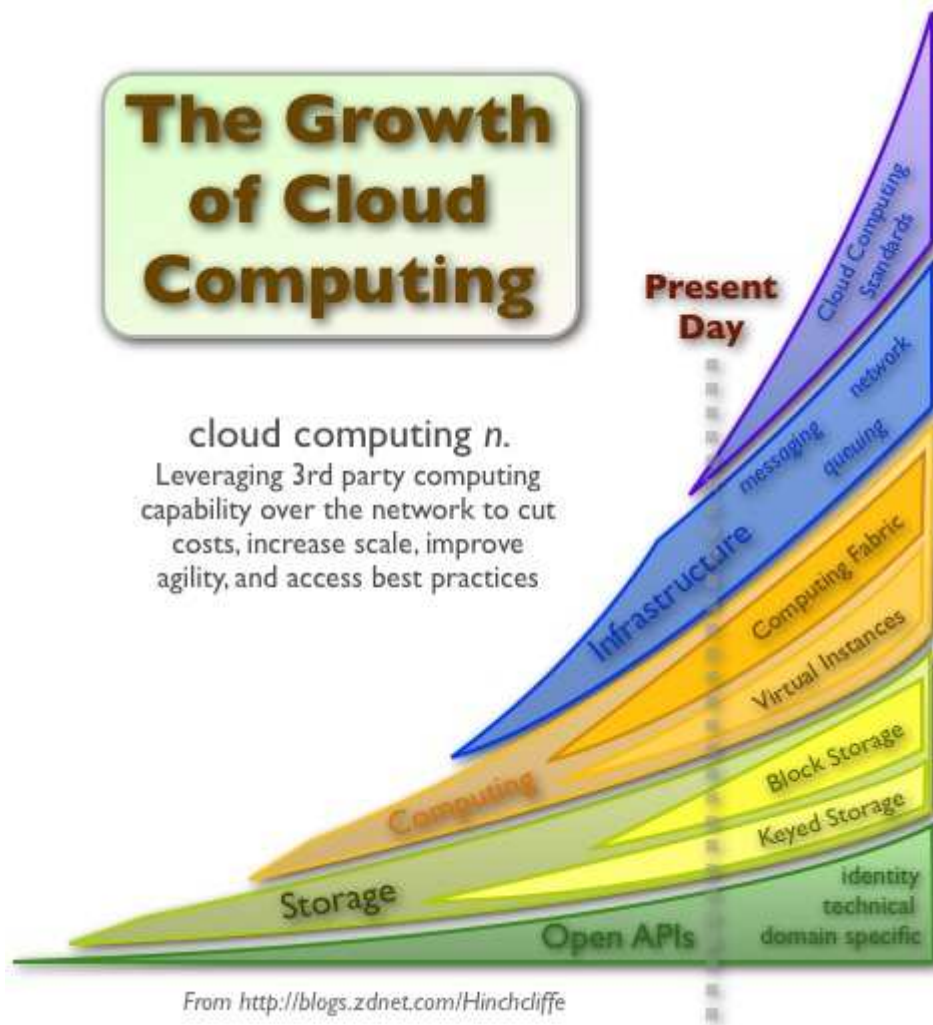 The Growth
of Cloud
Computing
Present
Day
cloud computing n.
Leveraging 3rd party computing
capability over the network to cut
costs, increase scale, improve
agility, and access best practices
Cloud Computing
Standards
network
messaging
queuing
Infrastructure
Computing Fabric
Virtual Instances
Computing
Block Storage
Keyed Storage
Storage
identity
technical
domain specific
Open APIs
From http://blogs.zdnet.com/Hinchcliffe